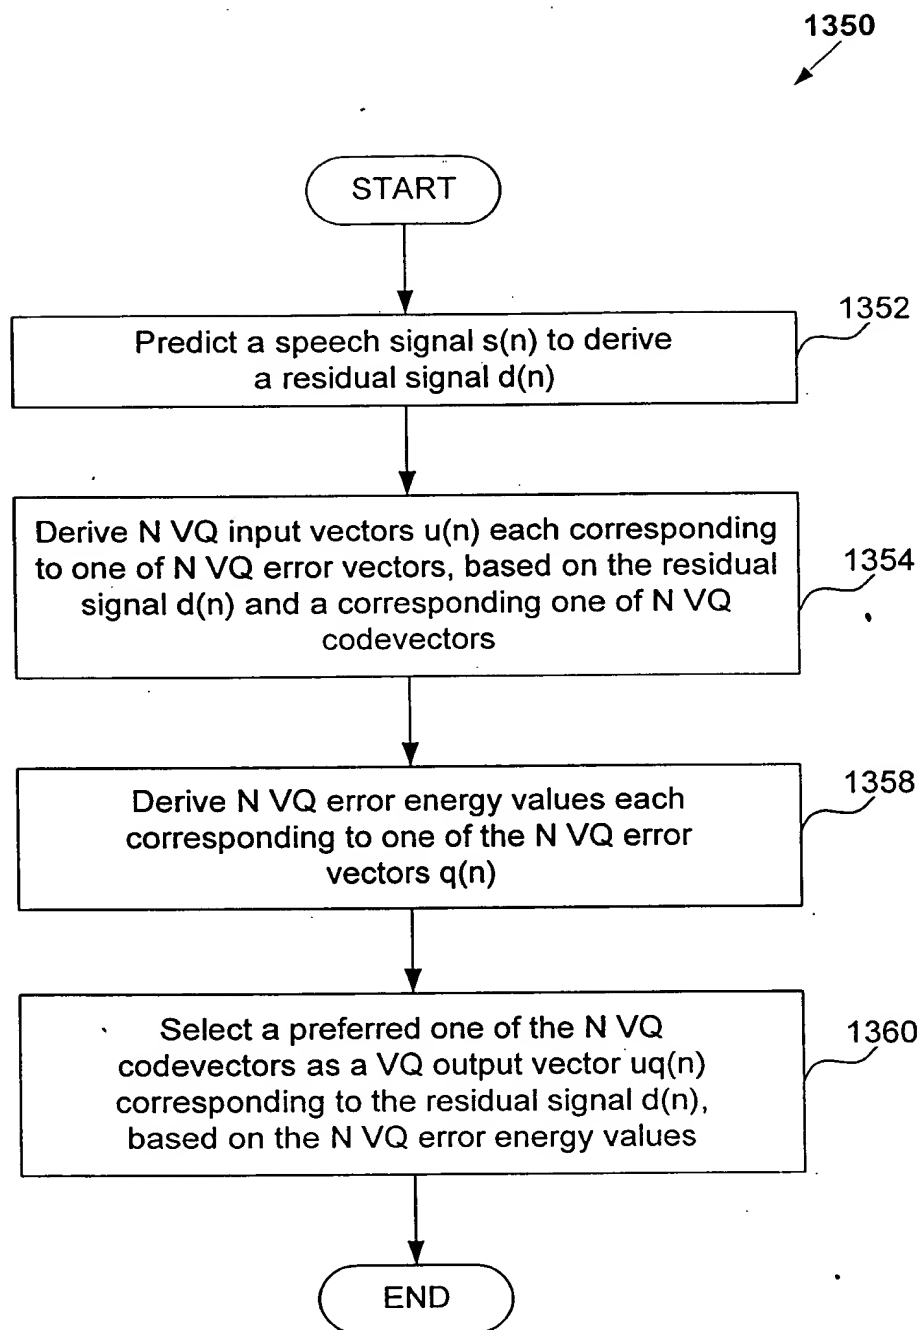 1350
START
1352
Predict a speech signal s(n) to derive
a residual signal d(n)
Derive N VQ input vectors u(n) each corresponding
to one of N VQ error vectors, based on the residual
signal d(n) and a corresponding one of N VQ
codevectors
1354
Derive N VQ error energy values each
corresponding to one of the N VQ error
vectors q(n)
1358
Select a preferred one of the N VQ
codevectors as a VQ output vector uq(n)
corresponding to the residual signal d(n),
based on the N VQ error energy values
1360
END